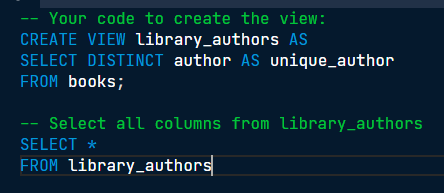 -- Your code to create the view:
CREATE VIEW library_authors AS
SELECT DISTINCT author AS unique_author
FROM books;
-- Select all columns from library_authors
SELECT *
FROM library_authors